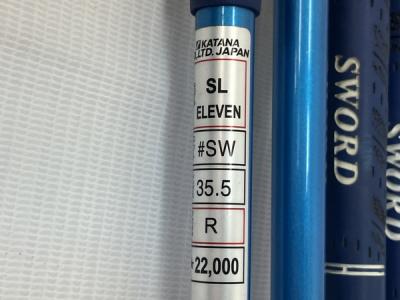 KATANA
LTD. JAPAN
SL
ELEVEN
#SW
35.5
R
22,000
SWORD
SWORD